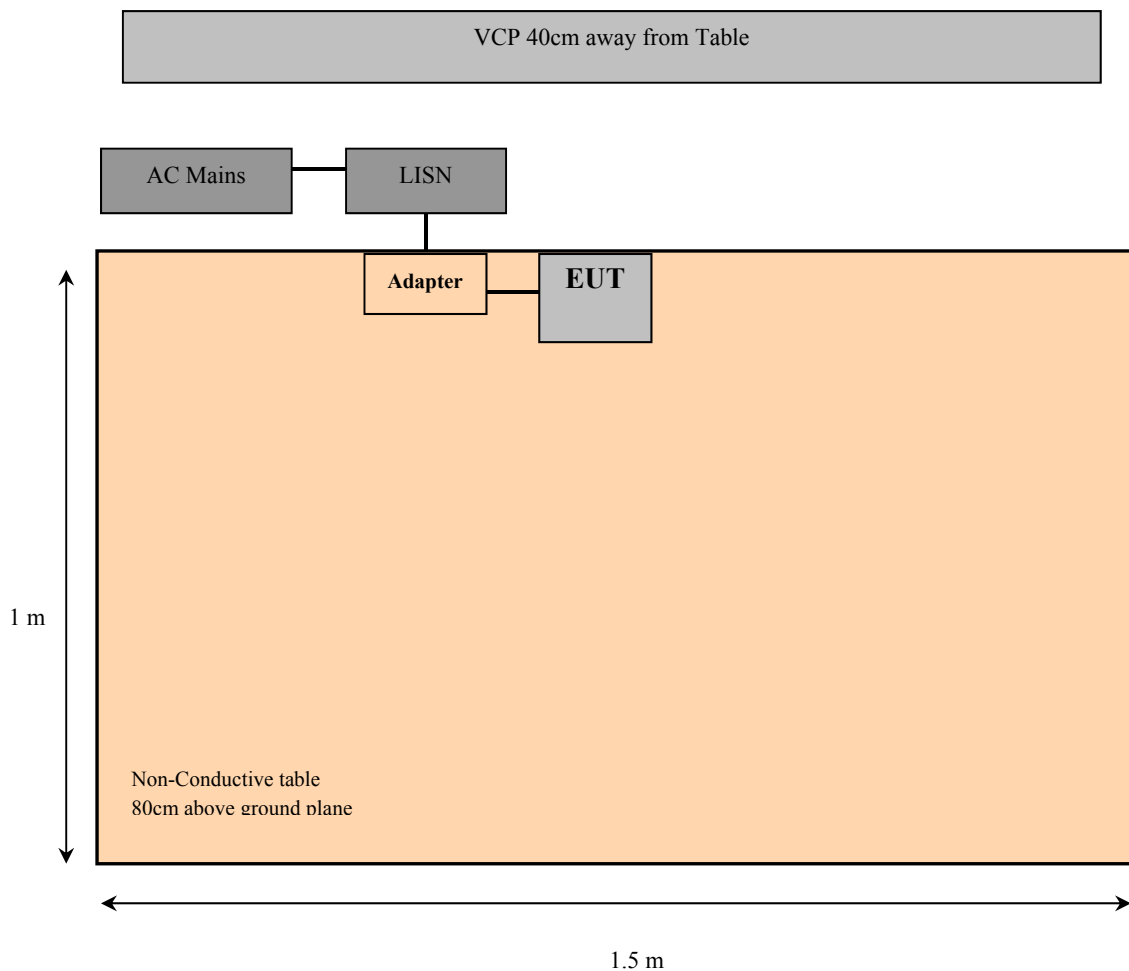 VCP 40cm away from Table
AC Mains
LISN
Adapter
EUT
1 m
Non-Conductive table
80cm above ground plane
1.5 m